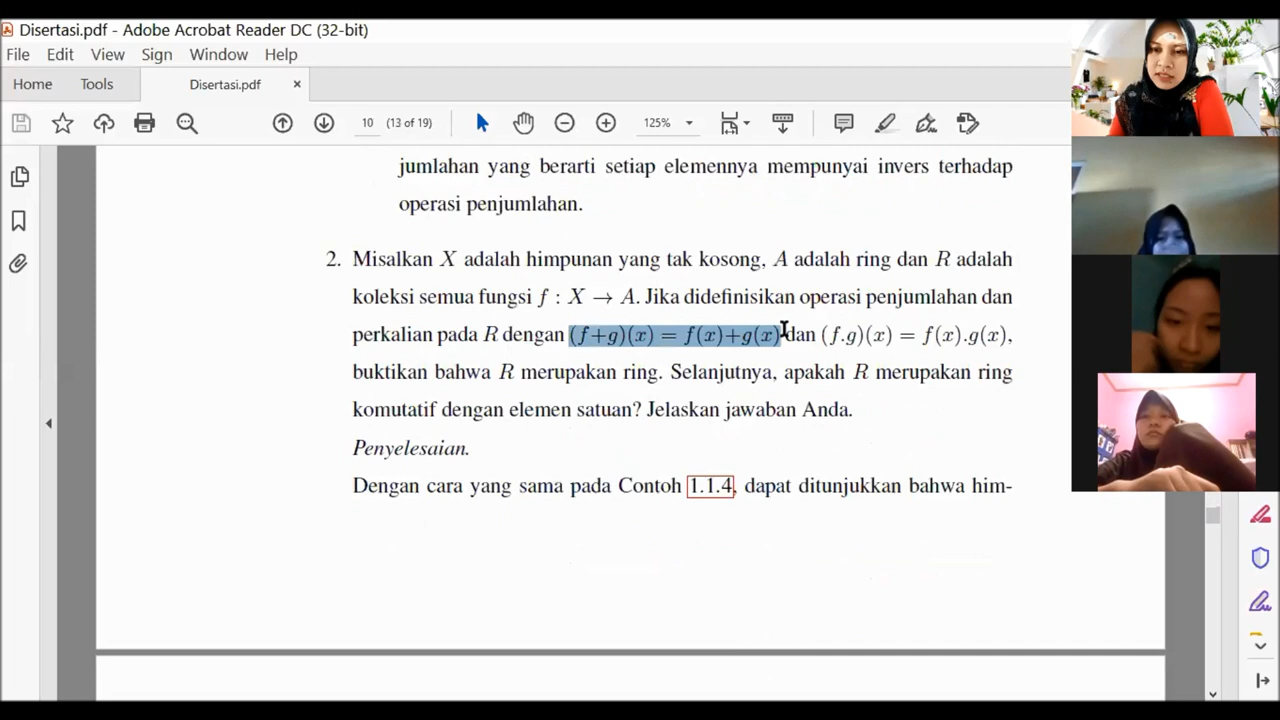 Disertasi.pdf - Adobe Acrobat Reader DC (32-bit)
File Edit View Sign Window Help
Home Tools Disertasi.pdf ×
10 (13 of 19) 125%
jumlahan yang berarti setiap elemennya mempunyai invers terhadap
operasi penjumlahan.
2. Misalkan X adalah himpunan yang tak kosong, A adalah ring dan R adalah
koleksi semua fungsi f : X → A. Jika didefinisikan operasi penjumlahan dan
perkalian pada R dengan (f+g)(x) = f(x)+g(x) dan (f.g)(x) = f(x).g(x),
buktikan bahwa R merupakan ring. Selanjutnya, apakah R merupakan ring
komutatif dengan elemen satuan? Jelaskan jawaban Anda.
Penyelesaian.
Dengan cara yang sama pada Contoh 1.1.4, dapat ditunjukkan bahwa him-